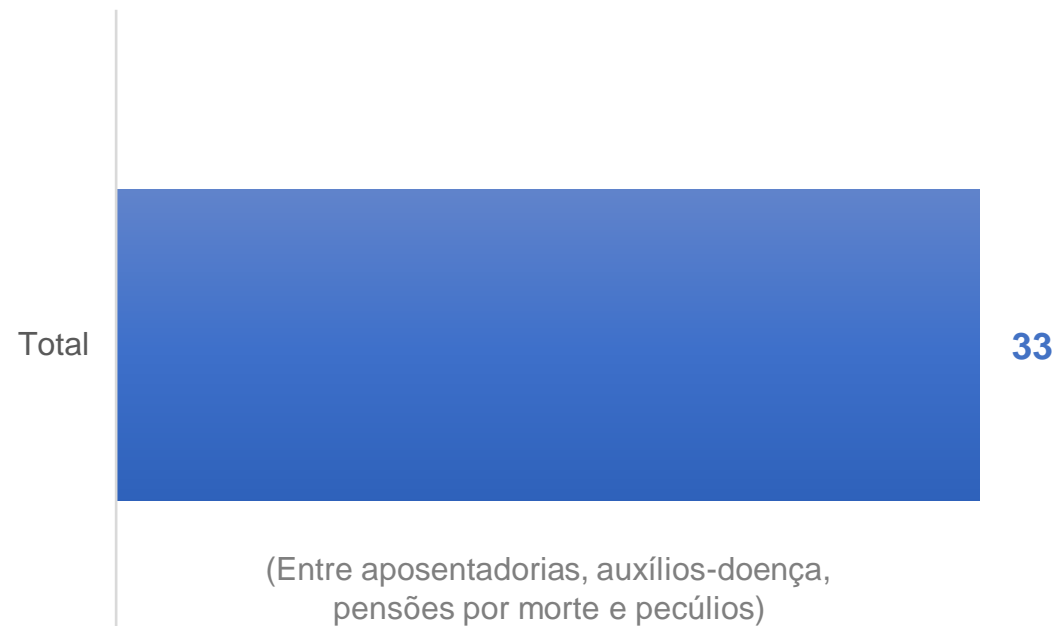 Total
33
(Entre aposentadorias, auxílios-doença,
pensões por morte e pecúlios)